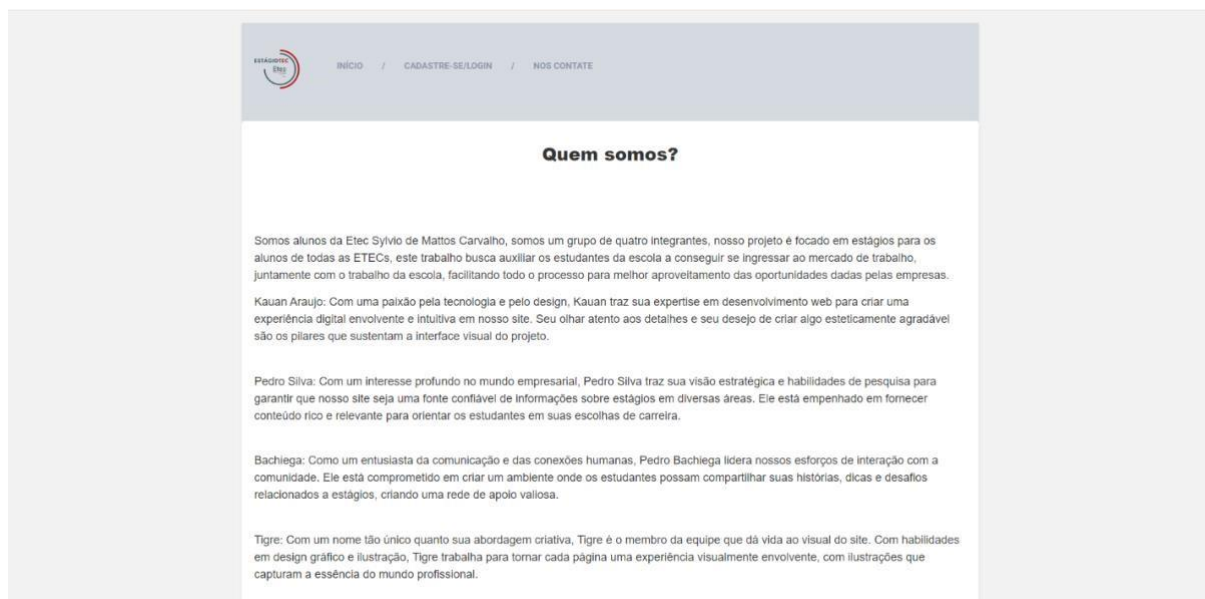 ESTÁGIOTEC
Etec
INÍCIO / CADASTRE-SE/LOGIN / NOS CONTATE
Quem somos?
Somos alunos da Etec Sylvio de Mattos Carvalho, somos um grupo de quatro integrantes, nosso projeto é focado em estágios para os
alunos de todas as ETECs, este trabalho busca auxiliar os estudantes da escola a conseguir se ingressar ao mercado de trabalho,
juntamente com o trabalho da escola, facilitando todo o processo para melhor aproveitamento das oportunidades dadas pelas empresas.
Kauan Araujo: Com uma paixão pela tecnologia e pelo design, Kauan traz sua expertise em desenvolvimento web para criar uma
experiência digital envolvente e intuitiva em nosso site. Seu olhar atento aos detalhes e seu desejo de criar algo esteticamente agradável
são os pilares que sustentam a interface visual do projeto.
Pedro Silva: Com um interesse profundo no mundo empresarial, Pedro Silva traz sua visão estratégica e habilidades de pesquisa para
garantir que nosso site seja uma fonte confiável de informações sobre estágios em diversas áreas. Ele está empenhado em fornecer
conteúdo rico e relevante para orientar os estudantes em suas escolhas de carreira.
Bachiega: Como um entusiasta da comunicação e das conexões humanas, Pedro Bachiega lidera nossos esforços de interação com a
comunidade. Ele está comprometido em criar um ambiente onde os estudantes possam compartilhar suas histórias, dicas e desafios
relacionados a estágios, criando uma rede de apoio valiosa.
Tigre: Com um nome tão único quanto sua abordagem criativa, Tigre é o membro da equipe que dá vida ao visual do site. Com habilidades
em design gráfico e ilustração, Tigre trabalha para tornar cada página uma experiência visualmente envolvente, com ilustrações que
capturam a essência do mundo profissional.